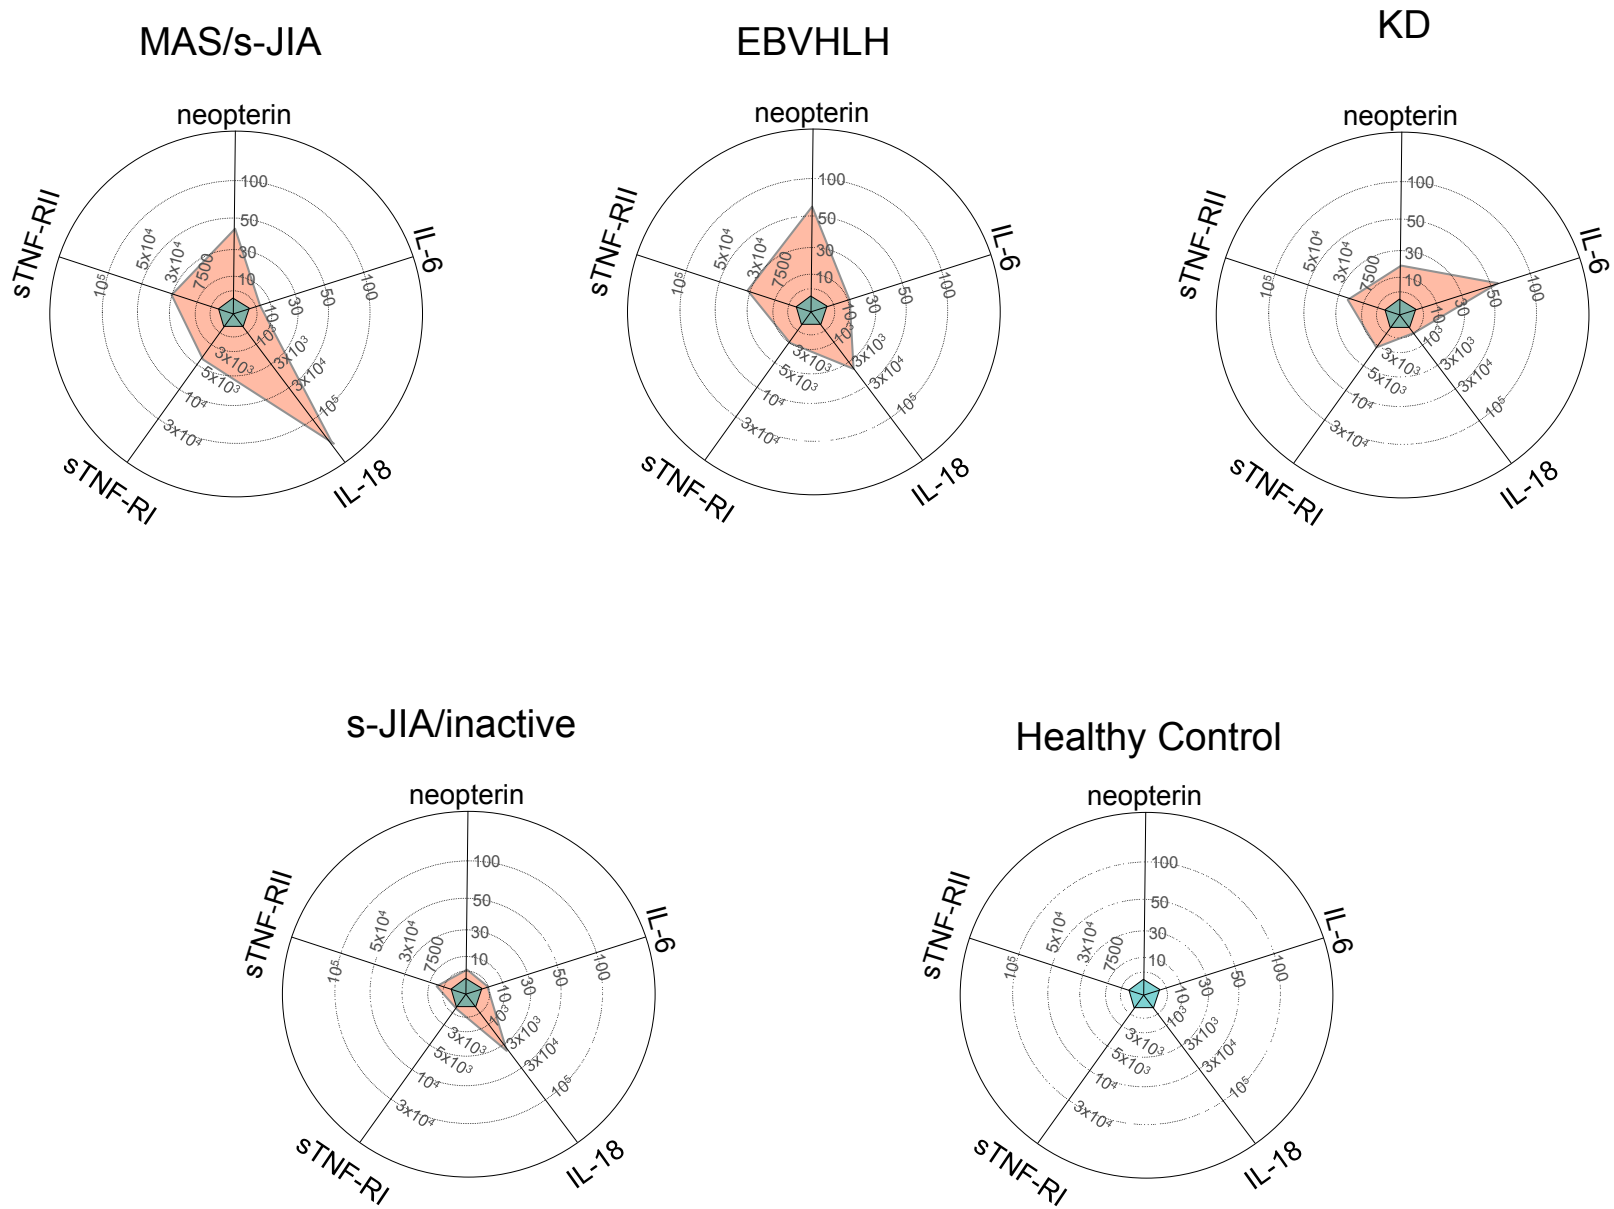 MAS/s-JIA
neopterin
IL-6
IL-18
sTNF-RI
sTNF-RII
100
50
30
10
10
30
50
100
10³
3x10³
3x10⁴
10⁵
3x10³
5x10³
10⁴
3x10⁴
7500
3x10⁴
5x10⁴
10⁵
EBVHLH
neopterin
IL-6
IL-18
sTNF-RI
sTNF-RII
100
50
30
10
10
30
50
100
10³
3x10³
3x10⁴
10⁵
3x10³
5x10³
10⁴
3x10⁴
7500
3x10⁴
5x10⁴
10⁵
KD
neopterin
IL-6
IL-18
sTNF-RI
sTNF-RII
100
50
30
10
10
30
50
100
10³
3x10³
3x10⁴
10⁵
3x10³
5x10³
10⁴
3x10⁴
7500
3x10⁴
5x10⁴
10⁵
s-JIA/inactive
neopterin
IL-6
IL-18
sTNF-RI
sTNF-RII
100
50
30
10
10
30
50
100
10³
3x10³
3x10⁴
10⁵
3x10³
5x10³
10⁴
3x10⁴
7500
3x10⁴
5x10⁴
10⁵
Healthy Control
neopterin
IL-6
IL-18
sTNF-RI
sTNF-RII
100
50
30
10
10
30
50
100
10³
3x10³
3x10⁴
10⁵
3x10³
5x10³
10⁴
3x10⁴
7500
3x10⁴
5x10⁴
10⁵